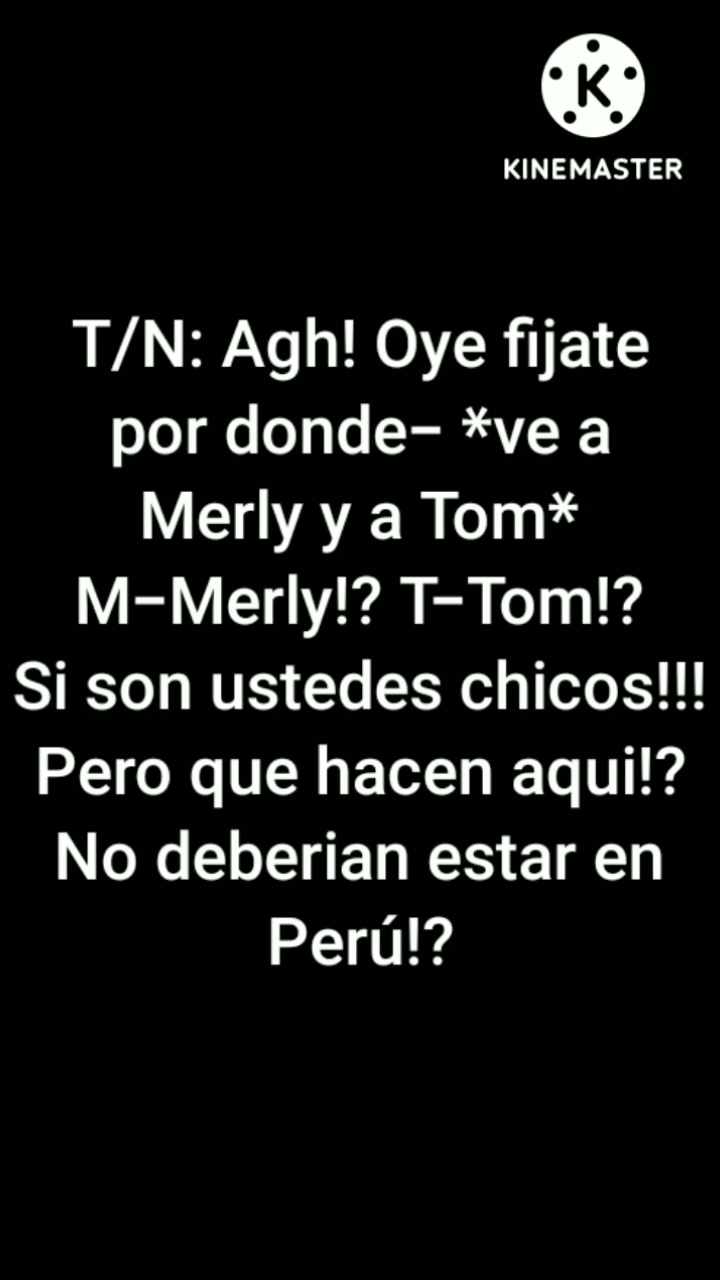 KINEMASTER
T/N: Agh! Oye fijate
por donde– *ve a
Merly y a Tom*
M–Merly!? T–Tom!?
Si son ustedes chicos!!!
Pero que hacen aqui!?
No deberian estar en
Perú!?